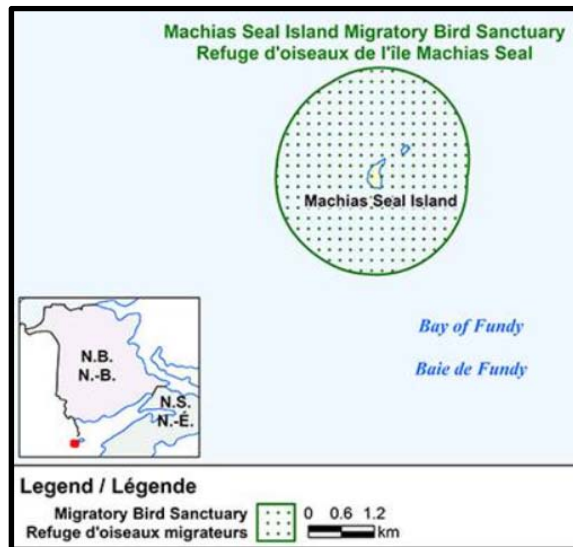 Machias Seal Island Migratory Bird Sanctuary
Refuge d'oiseaux de l'île Machias Seal
Machias Seal Island
Bay of Fundy
Baie de Fundy
N.B.
N.-B.
N.S.
N.-É.
Legend / Légende
Migratory Bird Sanctuary
Refuge d'oiseaux migrateurs
0 0.6 1.2
km